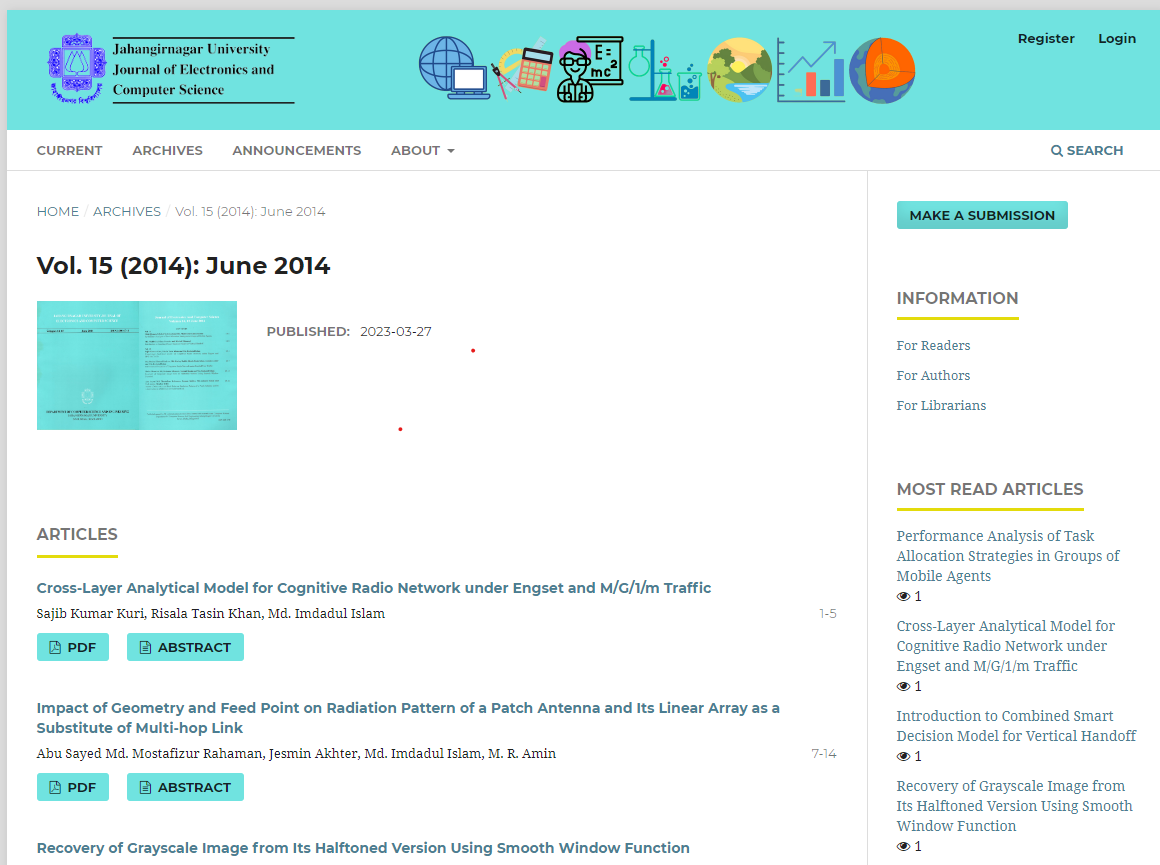 Jahangirnagar University
Journal of Electronics and
Computer Science
E=
mc2
Register Login
CURRENT ARCHIVES ANNOUNCEMENTS ABOUT
SEARCH
HOME / ARCHIVES / Vol. 15 (2014): June 2014
Vol. 15 (2014): June 2014
PUBLISHED: 2023-03-27
ARTICLES
Cross-Layer Analytical Model for Cognitive Radio Network under Engset and M/G/1/m Traffic
Sajib Kumar Kuri, Risala Tasin Khan, Md. Imdadul Islam 1-5
PDF ABSTRACT
Impact of Geometry and Feed Point on Radiation Pattern of a Patch Antenna and Its Linear Array as a
Substitute of Multi-hop Link
Abu Sayed Md. Mostafizur Rahaman, Jesmin Akhter, Md. Imdadul Islam, M. R. Amin 7-14
PDF ABSTRACT
Recovery of Grayscale Image from Its Halftoned Version Using Smooth Window Function
MAKE A SUBMISSION
INFORMATION
For Readers
For Authors
For Librarians
MOST READ ARTICLES
Performance Analysis of Task
Allocation Strategies in Groups of
Mobile Agents
1
Cross-Layer Analytical Model for
Cognitive Radio Network under
Engset and M/G/1/m Traffic
1
Introduction to Combined Smart
Decision Model for Vertical Handoff
1
Recovery of Grayscale Image from
Its Halftoned Version Using Smooth
Window Function
1